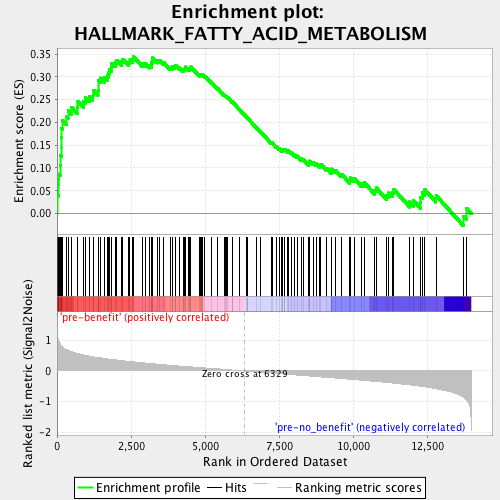 Enrichment plot:
HALLMARK_FATTY_ACID_METABOLISM
Enrichment score (ES)
0.35
0.30
0.25
0.20
0.15
0.10
0.05
0.00
'pre-benefit' (positively correlated)
Ranked list metric (Signal2Noise)
1
0
-1
-2
Zero cross at 6329
'pre-no_benefit' (negatively correlated)
0
2,500
5,000
7,500
10,000
12,500
Rank in Ordered Dataset
Enrichment profile
Hits
Ranking metric scores